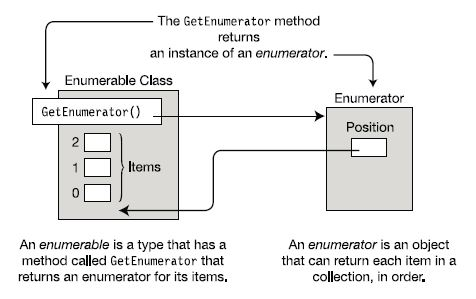 The GetEnumerator method
returns
an instance of an enumerator.
Enumerable Class
GetEnumerator()
2
1
0
Items
Enumerator
Position
An enumerable is a type that has a
method called GetEnumerator that
returns an enumerator for its items.
An enumerator is an object
that can return each item in a
collection, in order.